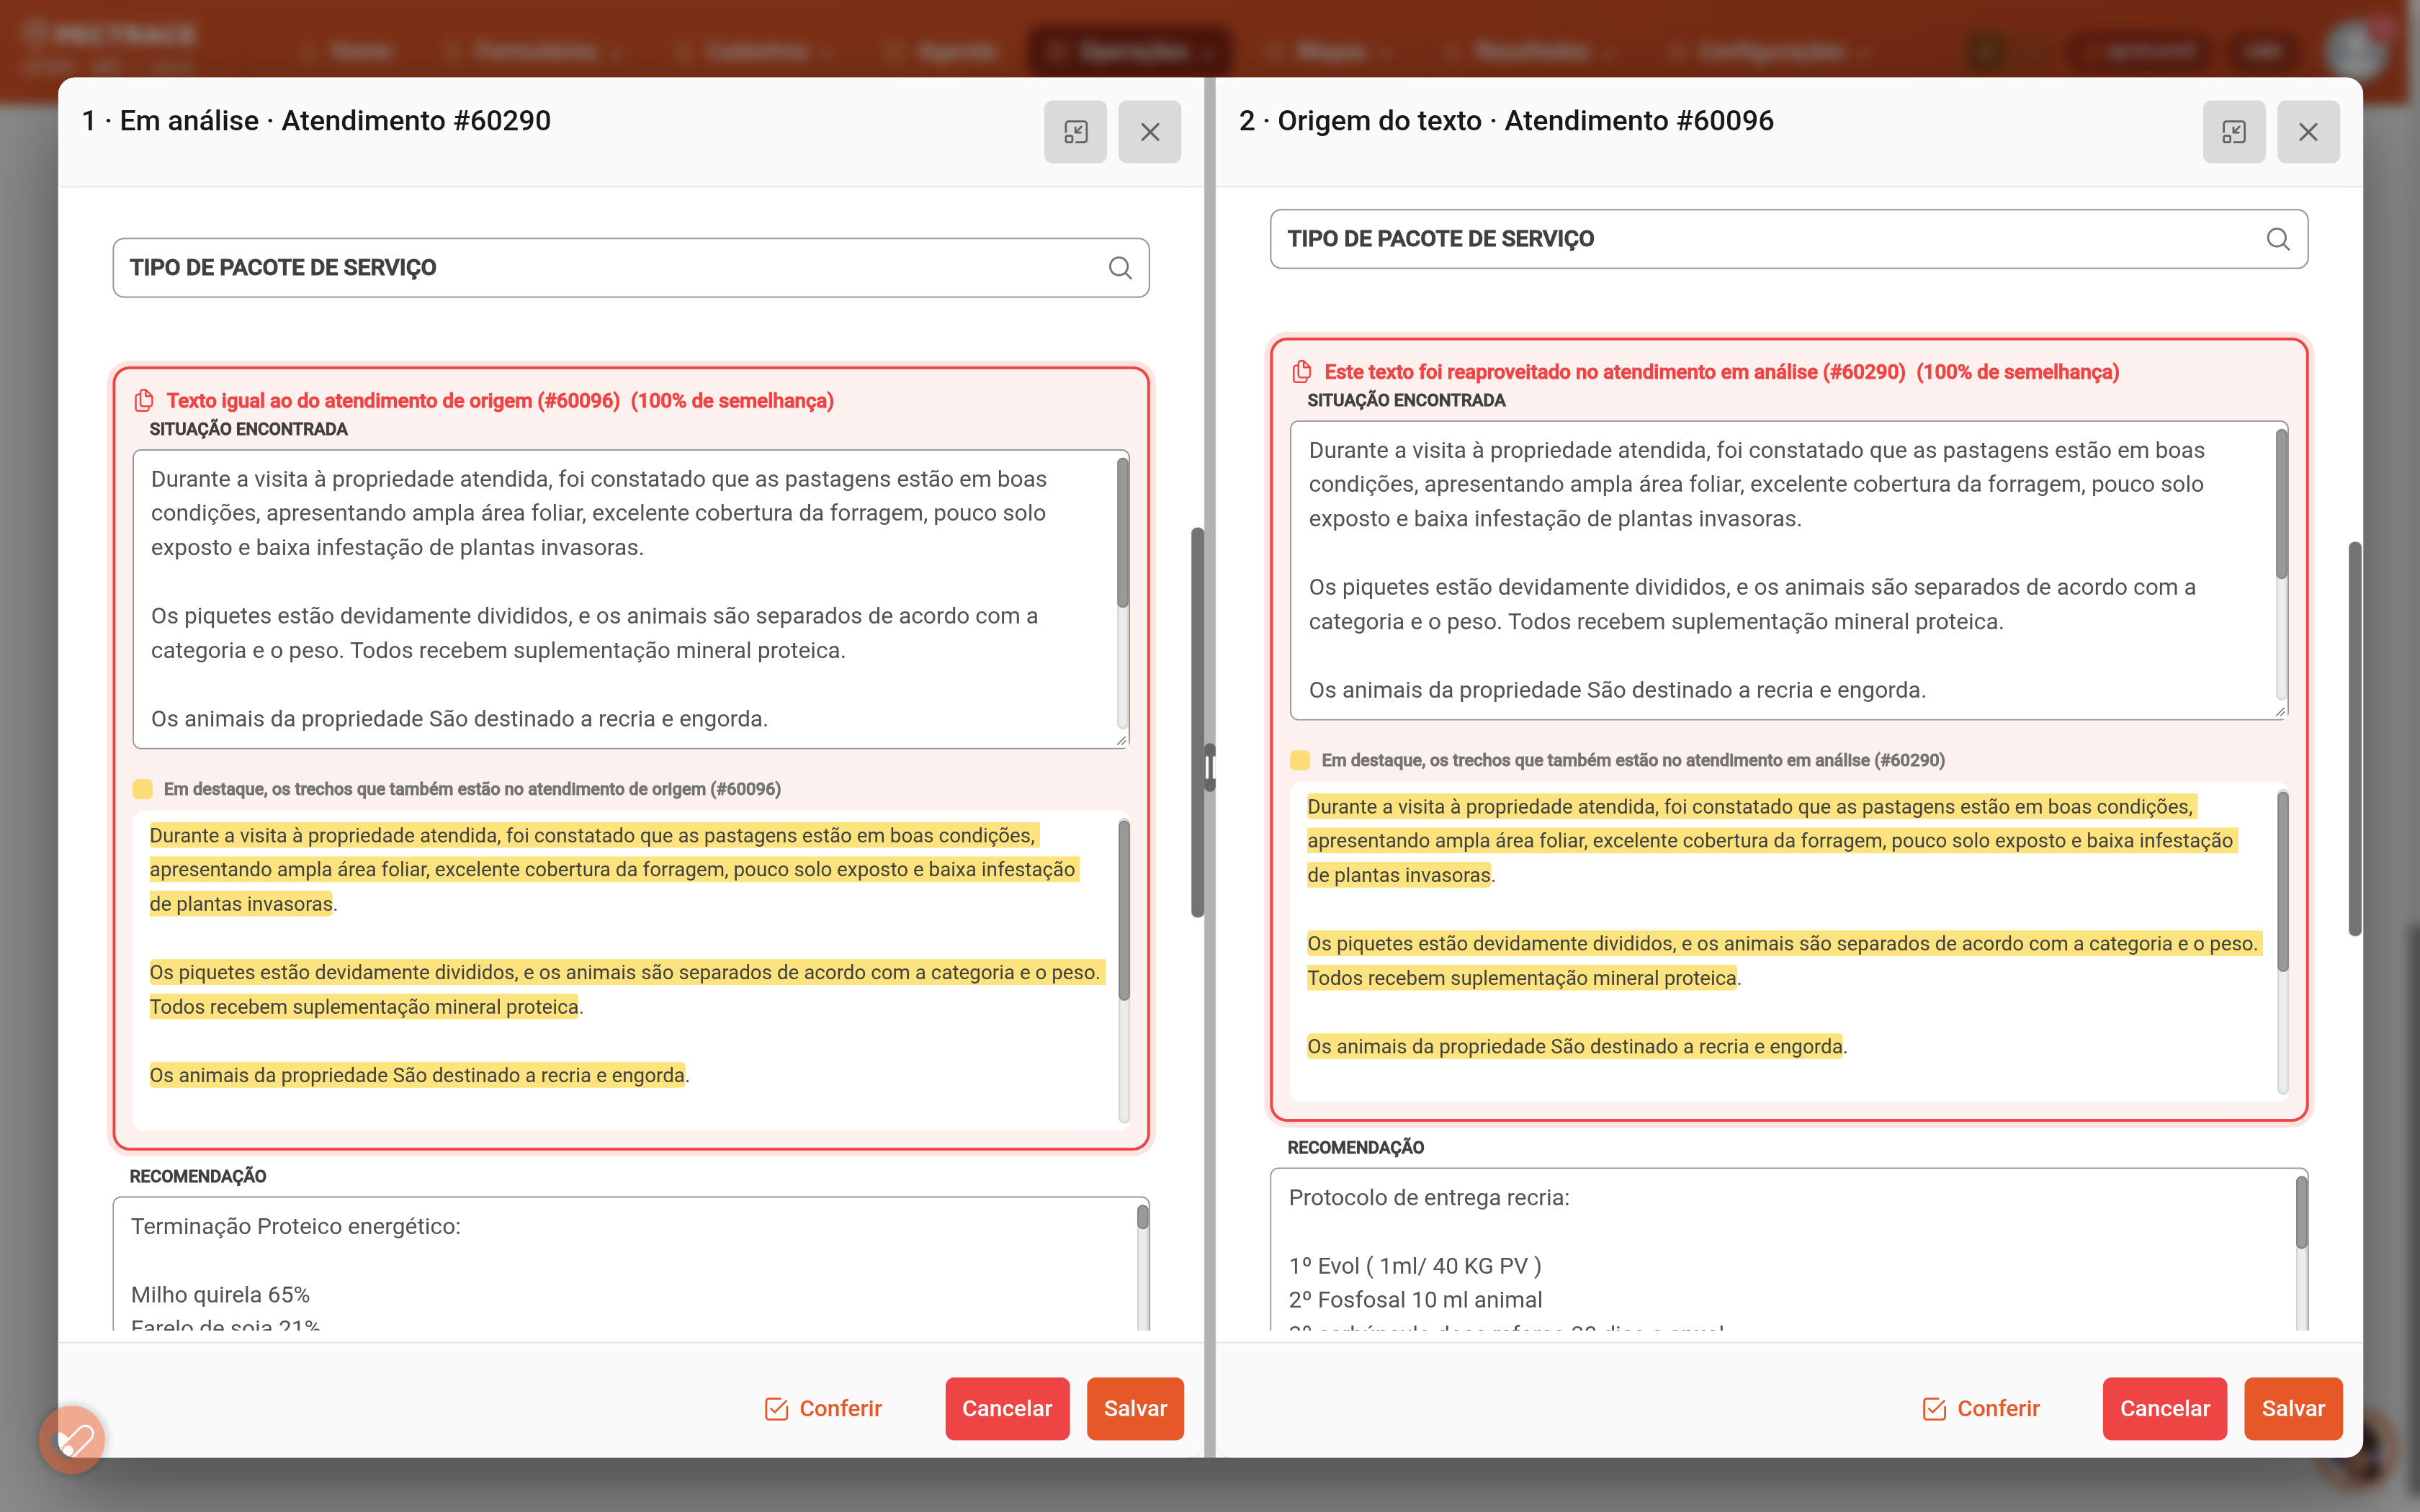 PECTRACE
Home
Formulários
Cadastros
Agenda
Operações
Mapas
Resultados
Configurações
1 · Em análise · Atendimento #60290
TIPO DE PACOTE DE SERVIÇO
Texto igual ao do atendimento de origem (#60096) (100% de semelhança)
SITUAÇÃO ENCONTRADA
Durante a visita à propriedade atendida, foi constatado que as pastagens estão em boas
condições, apresentando ampla área foliar, excelente cobertura da forragem, pouco solo
exposto e baixa infestação de plantas invasoras.
Os piquetes estão devidamente divididos, e os animais são separados de acordo com a
categoria e o peso. Todos recebem suplementação mineral proteica.
Os animais da propriedade São destinado a recria e engorda.
Em destaque, os trechos que também estão no atendimento de origem (#60096)
Durante a visita à propriedade atendida, foi constatado que as pastagens estão em boas condições,
apresentando ampla área foliar, excelente cobertura da forragem, pouco solo exposto e baixa infestação
de plantas invasoras.
Os piquetes estão devidamente divididos, e os animais são separados de acordo com a categoria e o peso.
Todos recebem suplementação mineral proteica.
Os animais da propriedade São destinado a recria e engorda.
RECOMENDAÇÃO
Terminação Proteico energético:
Milho quirela 65%
Farelo de soja 21%
Conferir
Cancelar
Salvar
2 · Origem do texto · Atendimento #60096
TIPO DE PACOTE DE SERVIÇO
Este texto foi reaproveitado no atendimento em análise (#60290) (100% de semelhança)
SITUAÇÃO ENCONTRADA
Durante a visita à propriedade atendida, foi constatado que as pastagens estão em boas
condições, apresentando ampla área foliar, excelente cobertura da forragem, pouco solo
exposto e baixa infestação de plantas invasoras.
Os piquetes estão devidamente divididos, e os animais são separados de acordo com a
categoria e o peso. Todos recebem suplementação mineral proteica.
Os animais da propriedade São destinado a recria e engorda.
Em destaque, os trechos que também estão no atendimento em análise (#60290)
Durante a visita à propriedade atendida, foi constatado que as pastagens estão em boas condições,
apresentando ampla área foliar, excelente cobertura da forragem, pouco solo exposto e baixa infestação
de plantas invasoras.
Os piquetes estão devidamente divididos, e os animais são separados de acordo com a categoria e o peso.
Todos recebem suplementação mineral proteica.
Os animais da propriedade São destinado a recria e engorda.
RECOMENDAÇÃO
Protocolo de entrega recria:
1º Evol ( 1ml/ 40 KG PV )
2º Fosfosal 10 ml animal
Conferir
Cancelar
Salvar